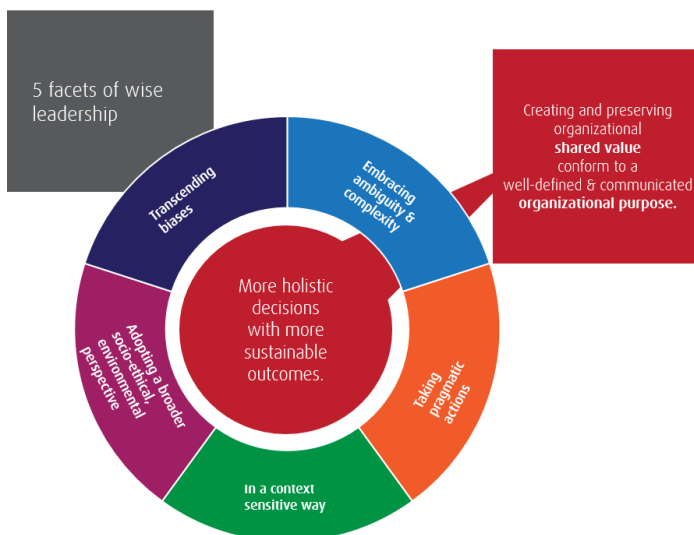 5 facets of wise
leadership
Creating and preserving
organizational
shared value
conform to a
well-defined & communicated
organizational purpose.
Transcending
biases
Embracing
ambiguity &
complexity
More holistic
decisions
with more
sustainable
outcomes.
Adopting a broader
socio-ethical,
environmental
perspective
Taking
pragmatic
actions
In a context
sensitive way